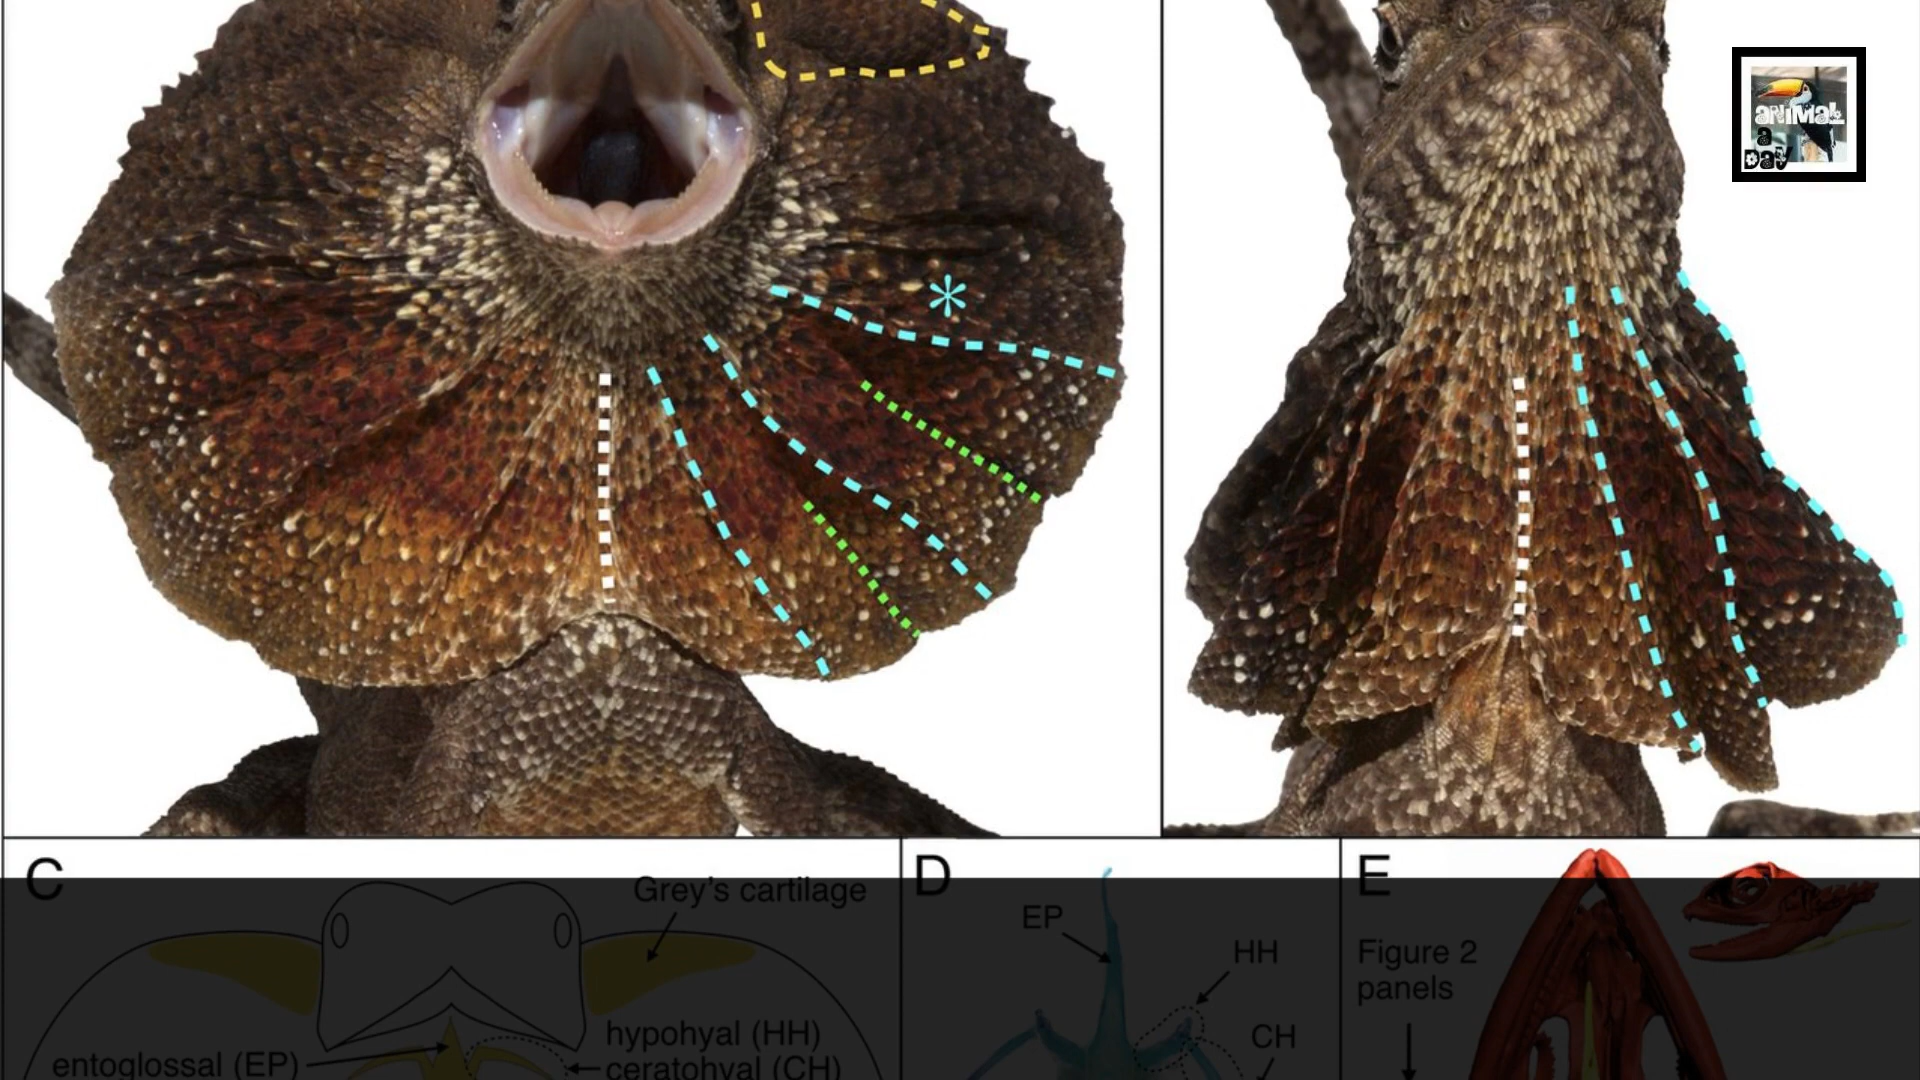 ANIMAL
a
Day
*
C
Grey's cartilage
entoglossal (EP)
hypohyal (HH)
ceratohyal (CH)
D
EP
HH
CH
E
Figure 2
panels